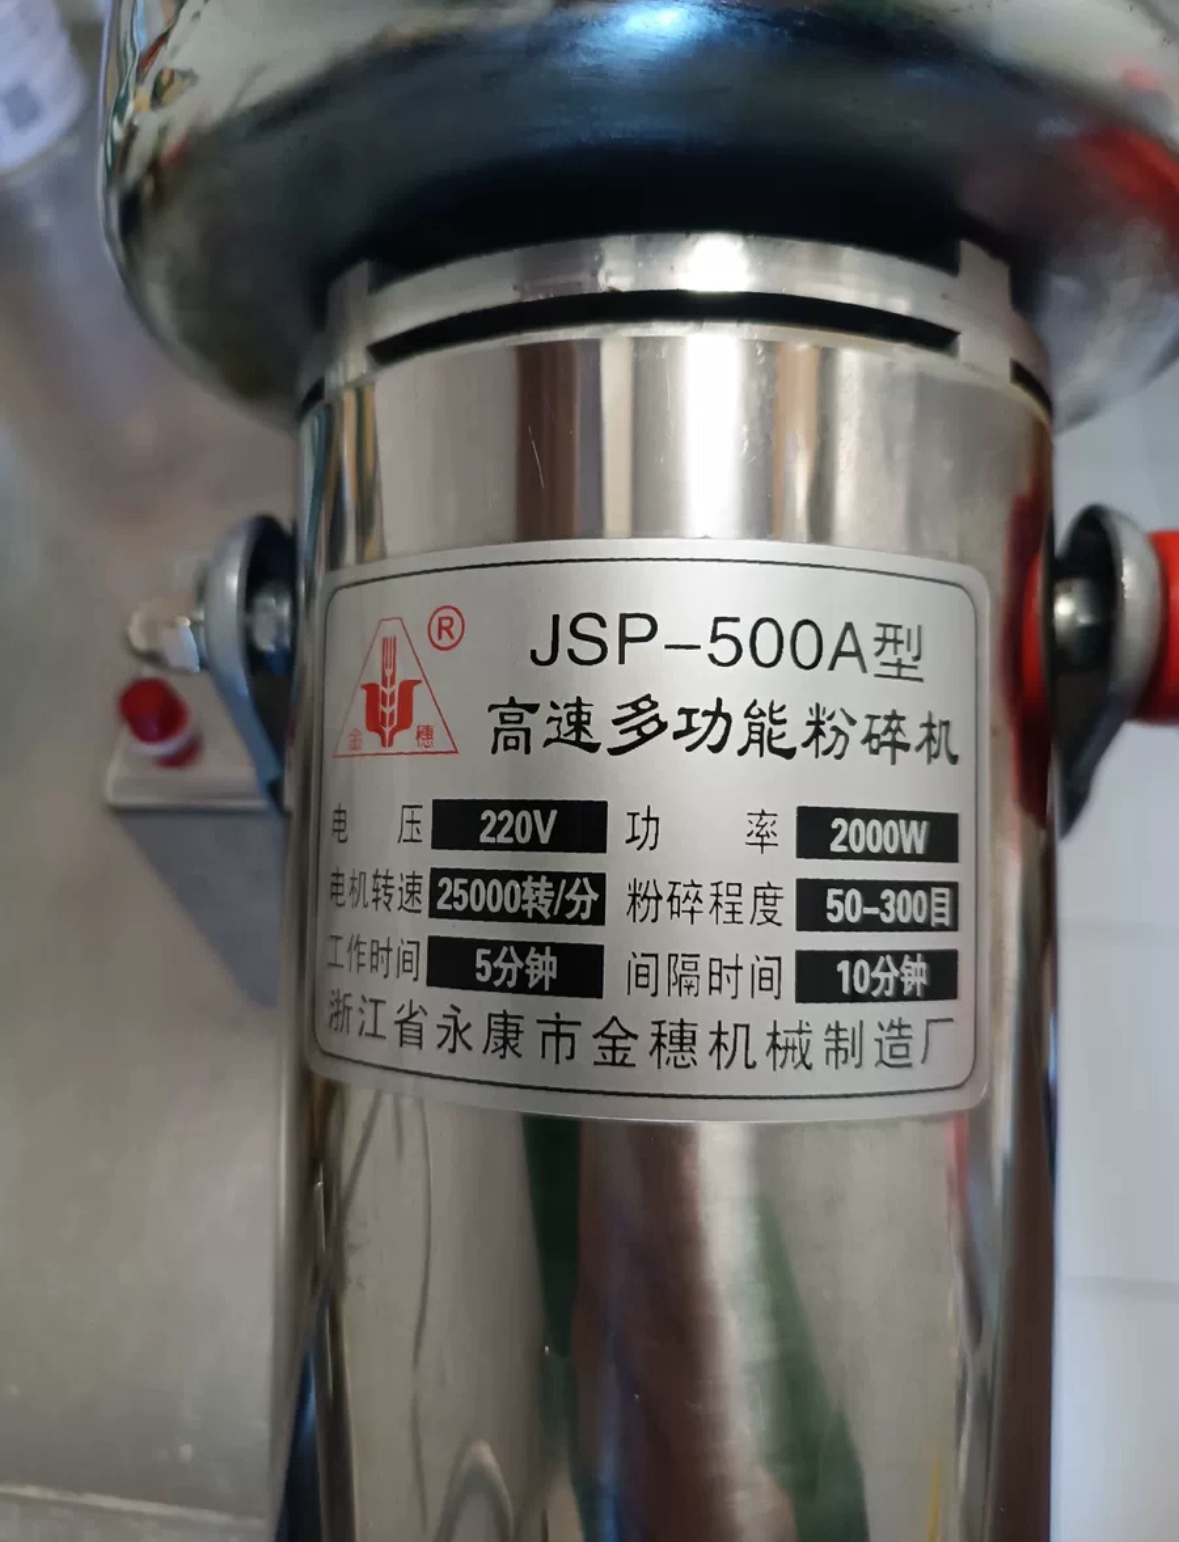 金穗 ® JSP-500A型
高速多功能粉碎机
电压 220V 功率 2000W
电机转速 25000转/分 粉碎程度 50-300目
工作时间 5分钟 间隔时间 10分钟
浙江省永康市金穗机械制造厂